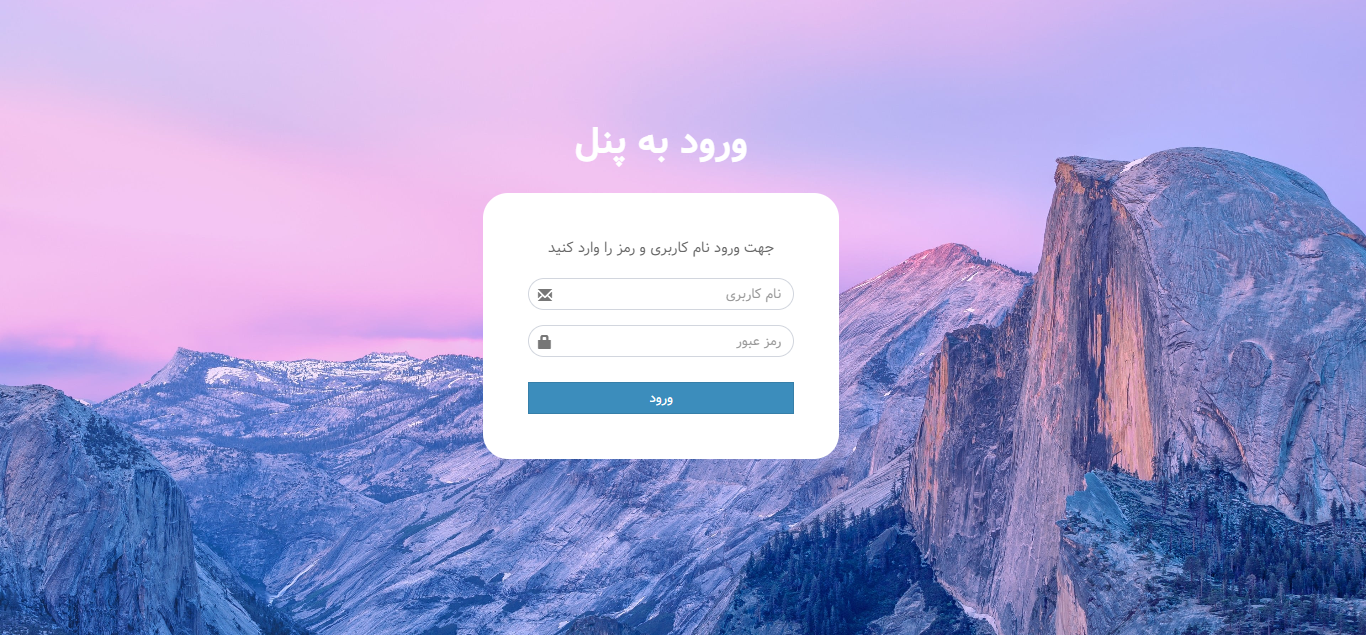 ورود به پنل
جهت ورود نام کاربری و رمز را وارد کنید
نام کاربری
رمز عبور
ورود